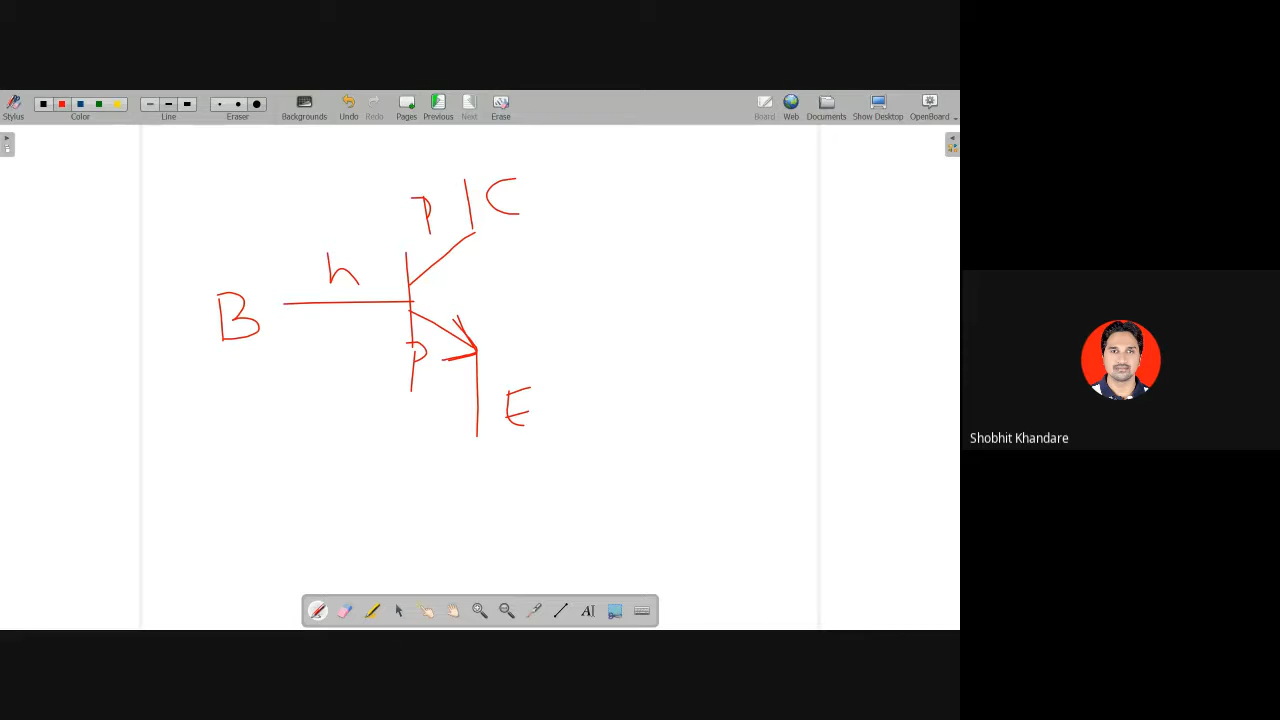 Stylus
Color
Line
Eraser
Backgrounds
Undo
Redo
Pages
Previous
Next
Erase
Board
Web
Documents
Show Desktop
OpenBoard
P C
n
B
P
E
Shobhit Khandare
AI